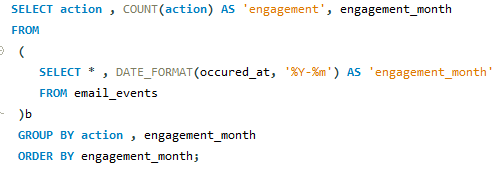 SELECT action , COUNT(action) AS 'engagement', engagement_month
FROM
(
SELECT * , DATE_FORMAT(occured_at, '%Y-%m') AS 'engagement_month'
FROM email_events
)b
GROUP BY action , engagement_month
ORDER BY engagement_month;